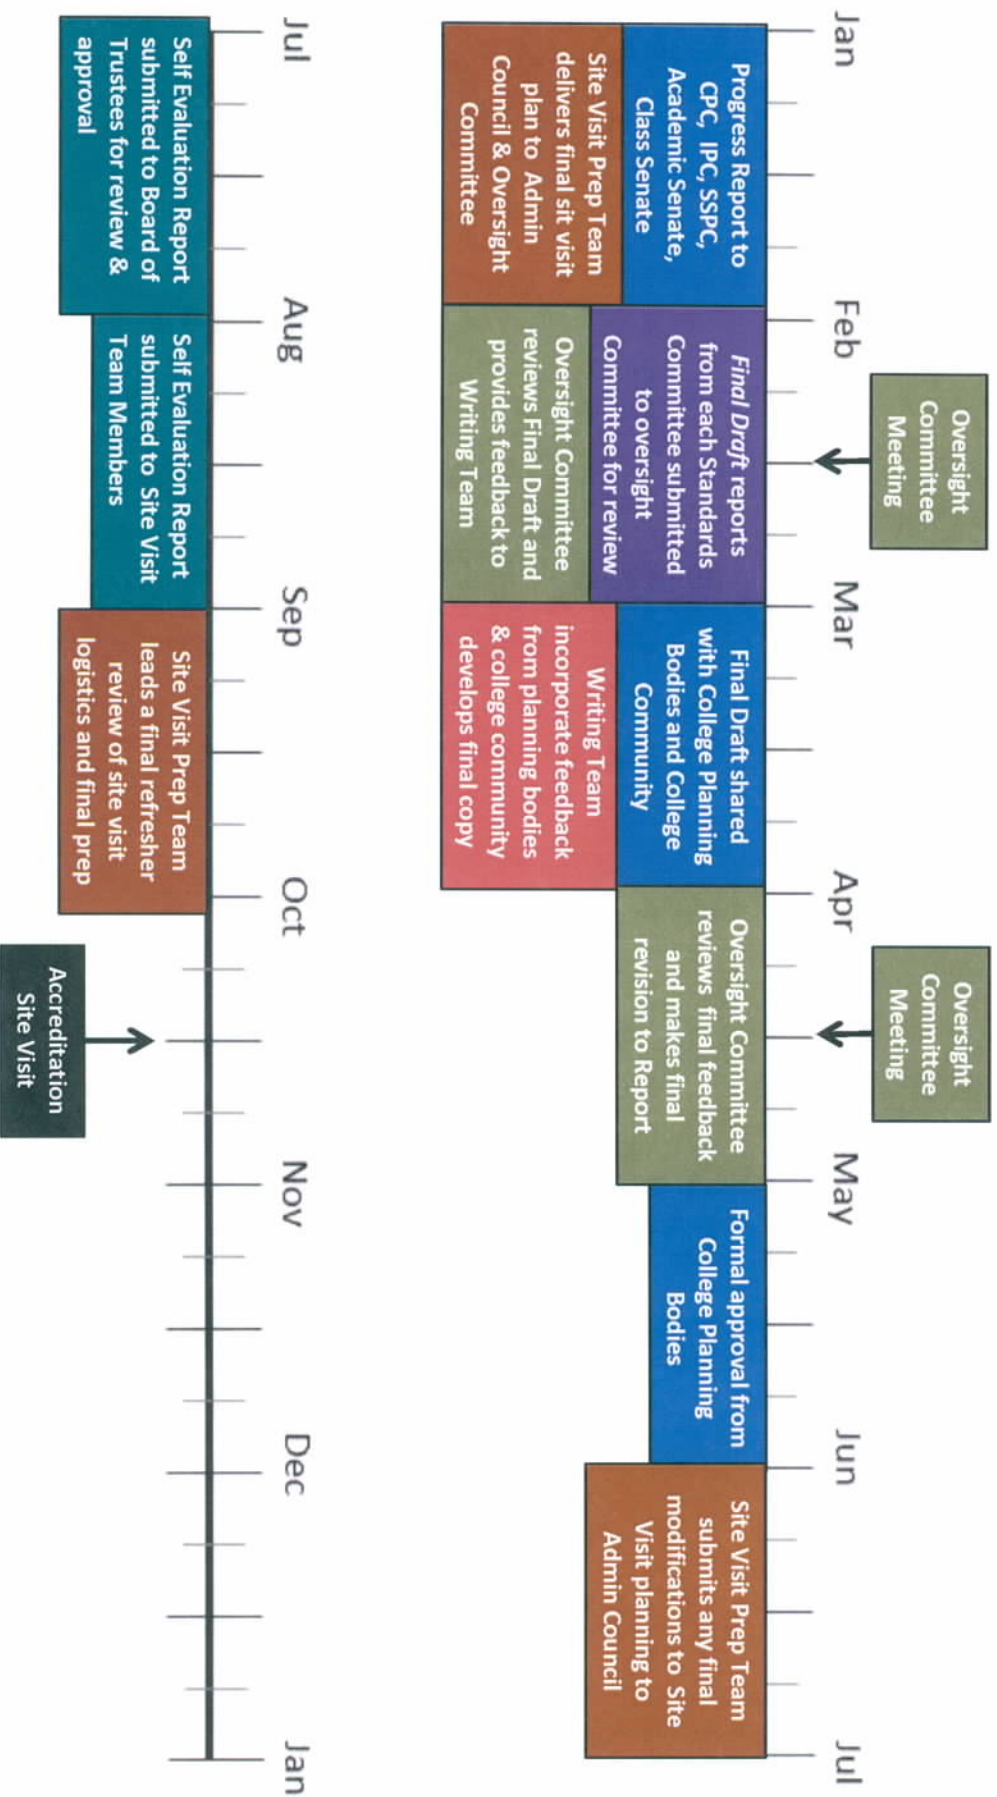 Oversight
Committee
Meeting
Oversight
Committee
Meeting
Jan
Feb
Mar
Apr
May
Jun
Jul
Progress Report to
CPC, IPC, SSPC,
Academic Senate,
Class Senate
Site Visit Prep Team
delivers final sit visit
plan to Admin
Council & Oversight
Committee
Final Draft reports
from each Standards
Committee submitted
to oversight
Committee for review
Oversight Committee
reviews Final Draft and
provides feedback to
Writing Team
Final Draft shared
with College Planning
Bodies and College
Community
Writing Team
incorporate feedback
from planning bodies
& college community
develops final copy
Oversight Committee
reviews final feedback
and makes final
revision to Report
Formal approval from
College Planning
Bodies
Site Visit Prep Team
submits any final
modifications to Site
Visit planning to
Admin Council
Jul
Aug
Sep
Oct
Nov
Dec
Jan
Self Evaluation Report
submitted to Board of
Trustees for review &
approval
Self Evaluation Report
submitted to Site Visit
Team Members
Site Visit Prep Team
leads a final refresher
review of site visit
logistics and final prep
Accreditation
Site Visit